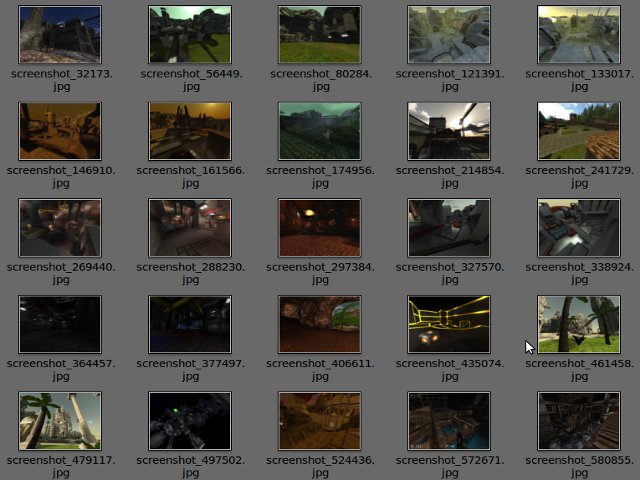 screenshot_32173.
jpg
screenshot_56449.
jpg
screenshot_80284.
jpg
screenshot_121391.
jpg
screenshot_133017.
jpg
screenshot_146910.
jpg
screenshot_161566.
jpg
screenshot_174956.
jpg
screenshot_214854.
jpg
screenshot_241729.
jpg
screenshot_269440.
jpg
screenshot_288230.
jpg
screenshot_297384.
jpg
screenshot_327570.
jpg
screenshot_338924.
jpg
screenshot_364457.
jpg
screenshot_377497.
jpg
screenshot_406611.
jpg
screenshot_435074.
jpg
screenshot_461458.
jpg
screenshot_479117.
jpg
screenshot_497502.
jpg
screenshot_524436.
jpg
screenshot_572671.
jpg
screenshot_580855.
jpg